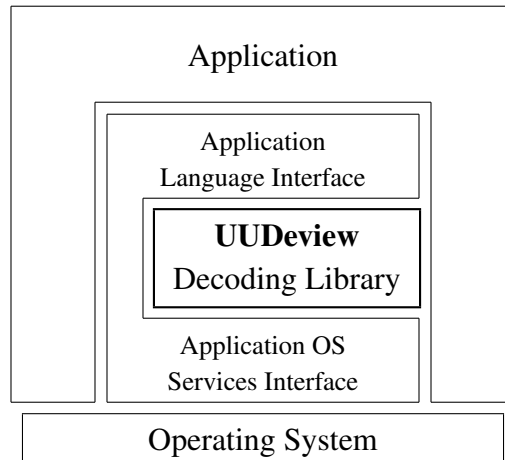 Application
Application
Language Interface
UUDeview
Decoding Library
Application OS
Services Interface
Operating System